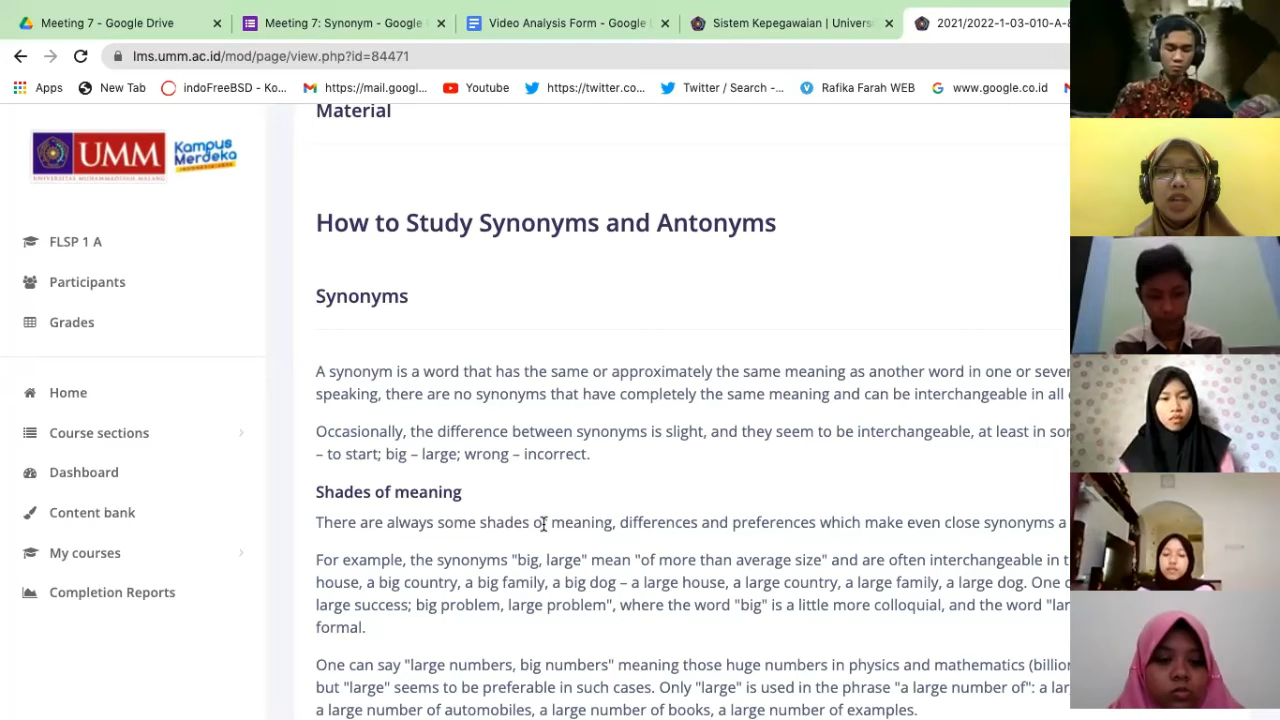 Meeting 7 - Google Drive
Meeting 7: Synonym - Google
Video Analysis Form - Google
Sistem Kepegawaian | Univers
2021/2022-1-03-010-A-
lms.umm.ac.id/mod/page/view.php?id=84471
Apps
New Tab
indoFreeBSD - Ko...
https://mail.googl...
Youtube
https://twitter.co...
Twitter / Search -...
Rafika Farah WEB
www.google.co.id
Material
UMM
UNIVERSITAS MUHAMMADIYAH MALANG
Kampus
Merdeka
INDONESIA JAYA
How to Study Synonyms and Antonyms
FLSP 1 A
Participants
Grades
Home
Course sections
Dashboard
Content bank
My courses
Completion Reports
Synonyms
A synonym is a word that has the same or approximately the same meaning as another word in one or seve
speaking, there are no synonyms that have completely the same meaning and can be interchangeable in all
Occasionally, the difference between synonyms is slight, and they seem to be interchangeable, at least in so
– to start; big – large; wrong – incorrect.
Shades of meaning
There are always some shades of meaning, differences and preferences which make even close synonyms a
For example, the synonyms "big, large" mean "of more than average size" and are often interchangeable in t
house, a big country, a big family, a big dog – a large house, a large country, a large family, a large dog. One
large success; big problem, large problem", where the word "big" is a little more colloquial, and the word "lar
formal.
One can say "large numbers, big numbers" meaning those huge numbers in physics and mathematics (billio
but "large" seems to be preferable in such cases. Only "large" is used in the phrase "a large number of": a lar
a large number of automobiles, a large number of books, a large number of examples.